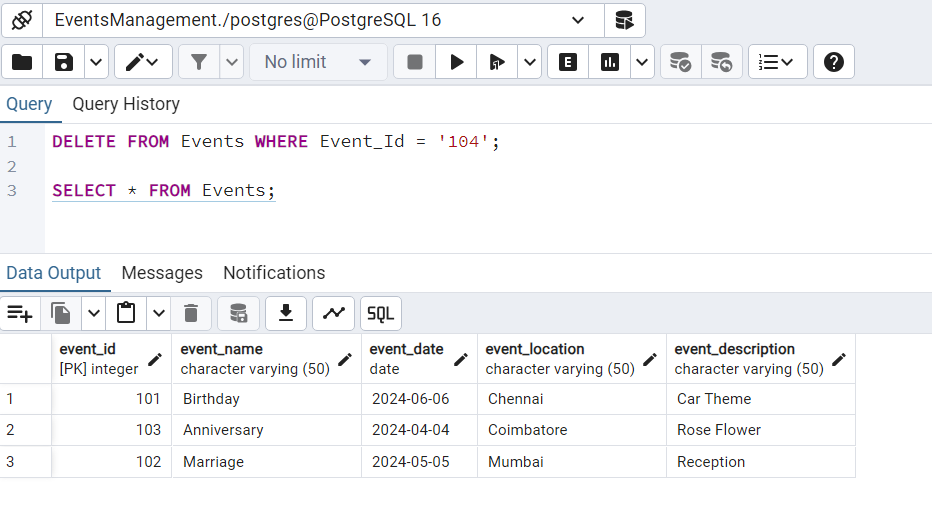 EventsManagement./postgres@PostgreSQL 16
No limit
E
Query Query History
1 DELETE FROM Events WHERE Event_Id = '104';
2
3 SELECT * FROM Events;
Data Output Messages Notifications
SQL
event_id event_name event_date event_location event_description
[PK] integer character varying (50) date character varying (50) character varying (50)
1 101 Birthday 2024-06-06 Chennai Car Theme
2 103 Anniversary 2024-04-04 Coimbatore Rose Flower
3 102 Marriage 2024-05-05 Mumbai Reception